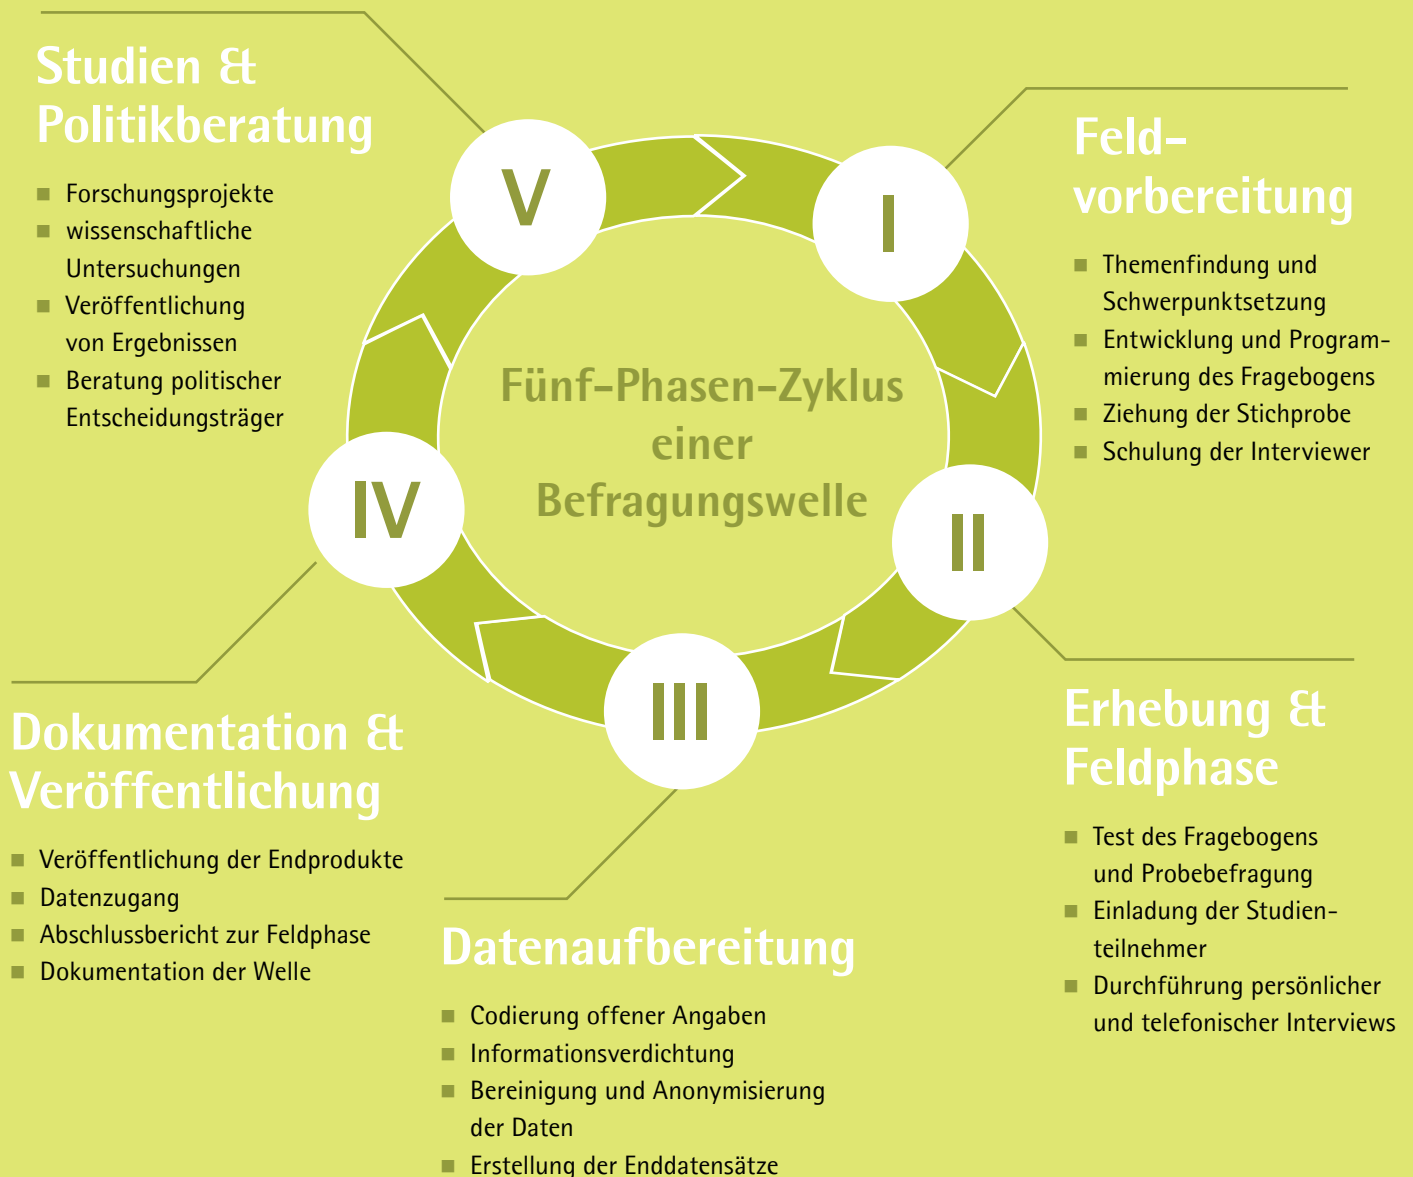 Fünf-Phasen-Zyklus
einer
Befragungswelle
I
Feld-
vorbereitung
Themenfindung und
Schwerpunktsetzung
Entwicklung und Program-
mierung des Fragebogens
Ziehung der Stichprobe
Schulung der Interviewer
II
Erhebung &
Feldphase
Test des Fragebogens
und Probebefragung
Einladung der Studien-
teilnehmer
Durchführung persönlicher
und telefonischer Interviews
III
Datenaufbereitung
Codierung offener Angaben
Informationsverdichtung
Bereinigung und Anonymisierung
der Daten
Erstellung der Enddatensätze
IV
Dokumentation &
Veröffentlichung
Veröffentlichung der Endprodukte
Datenzugang
Abschlussbericht zur Feldphase
Dokumentation der Welle
V
Studien &
Politikberatung
Forschungsprojekte
wissenschaftliche
Untersuchungen
Veröffentlichung
von Ergebnissen
Beratung politischer
Entscheidungsträger